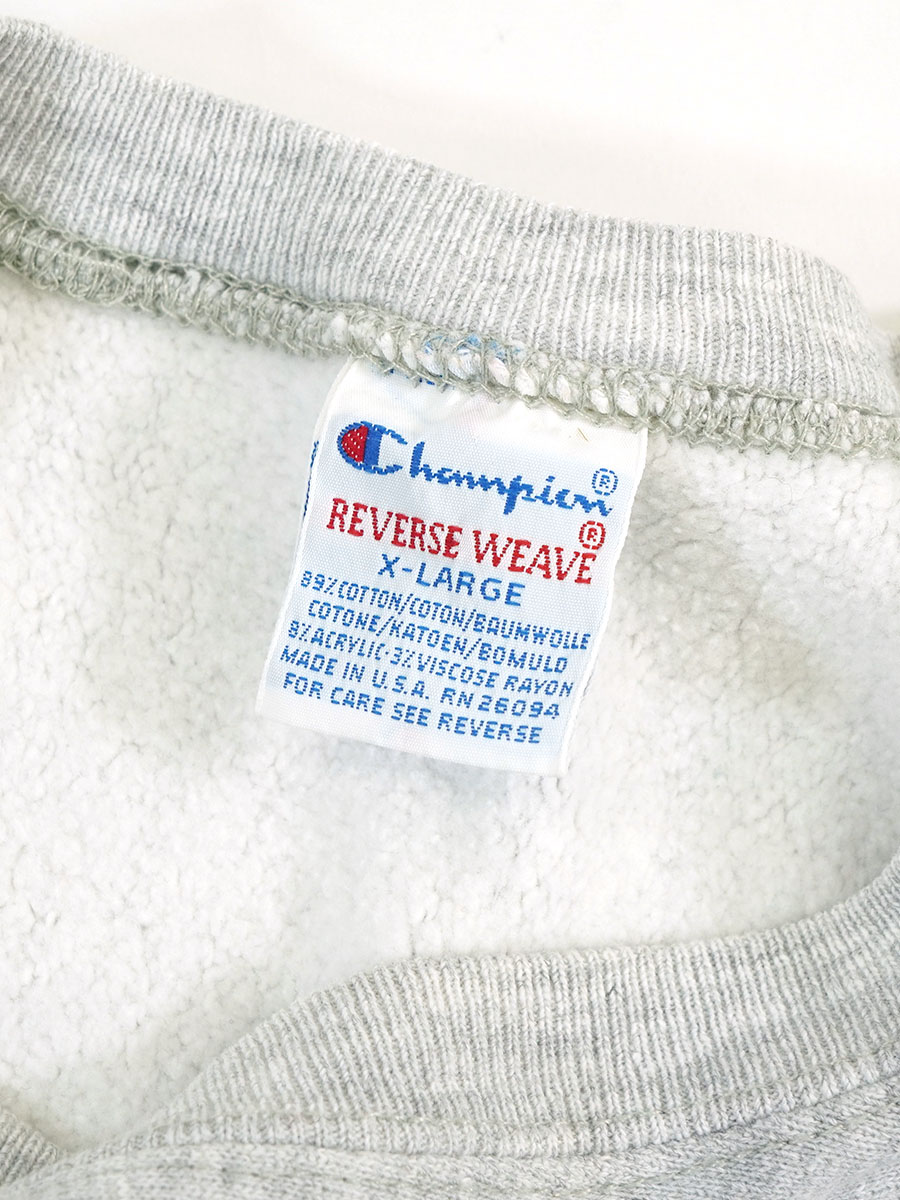 Champion®
REVERSE WEAVE®
X-LARGE
89%COTTON/COTON/BAUMWOLLE
COTONE/KATOEN/BOMULD
8%ACRYLIC·3%VISCOSE RAYON
MADE IN U.S.A. RN 26094
FOR CARE SEE REVERSE